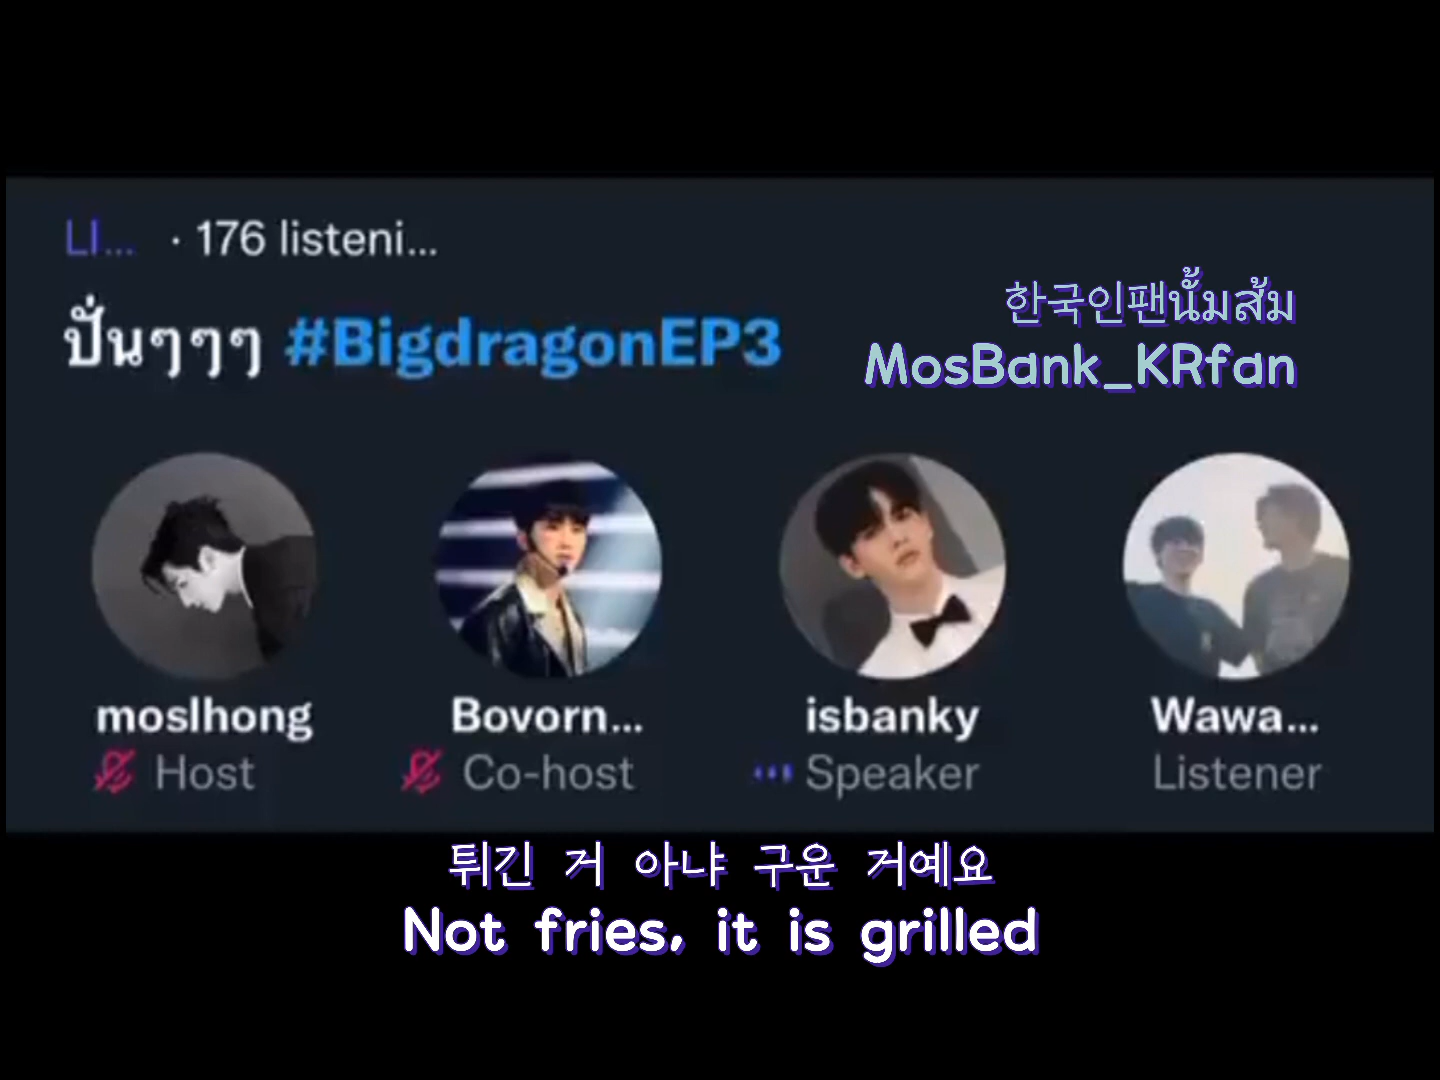 LI... · 176 listeni...
ปั่นๆๆๆ #BigdragonEP3
한국인팬นั้มส้ม
MosBank_KRfan
moslhong
Host
Bovorn...
Co-host
isbanky
Speaker
Wawa...
Listener
튀긴 거 아냐 구운 거예요
Not fries, it is grilled